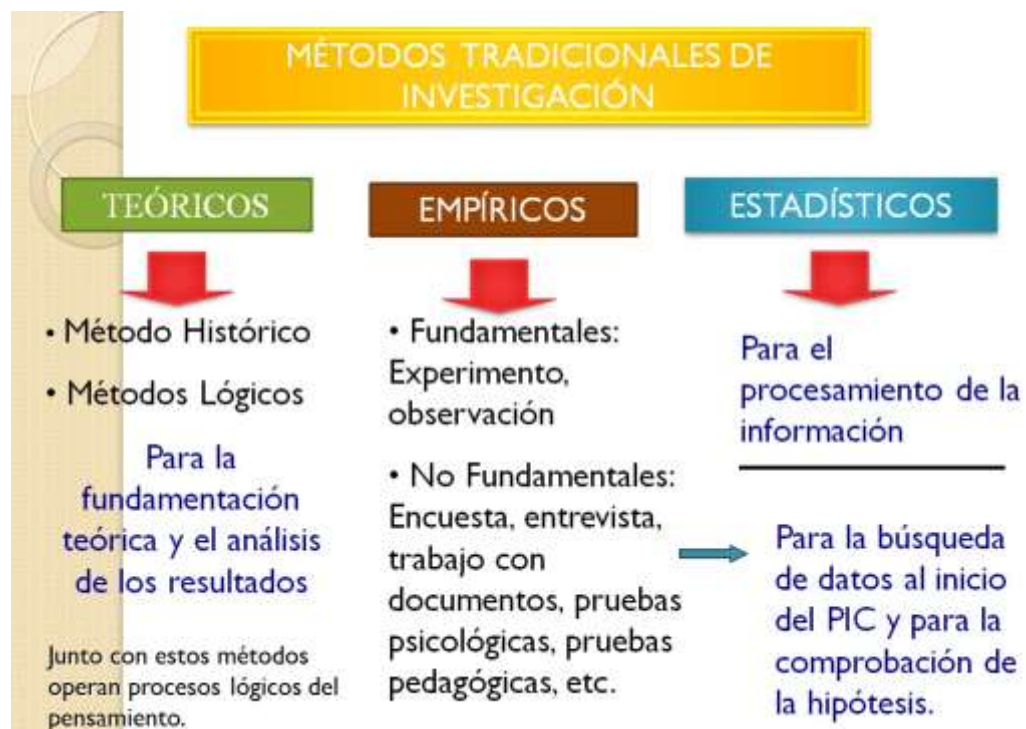 MÉTODOS TRADICIONALES DE
INVESTIGACIÓN
TEÓRICOS
• Método Histórico
• Métodos Lógicos
Para la
fundamentación
teórica y el análisis
de los resultados
Junto con estos métodos
operan procesos lógicos del
pensamiento.
EMPÍRICOS
• Fundamentales:
Experimento,
observación
• No Fundamentales:
Encuesta, entrevista,
trabajo con
documentos, pruebas
psicológicas, pruebas
pedagógicas, etc.
ESTADÍSTICOS
Para el
procesamiento de la
información
Para la búsqueda
de datos al inicio
del PIC y para la
comprobación de
la hipótesis.